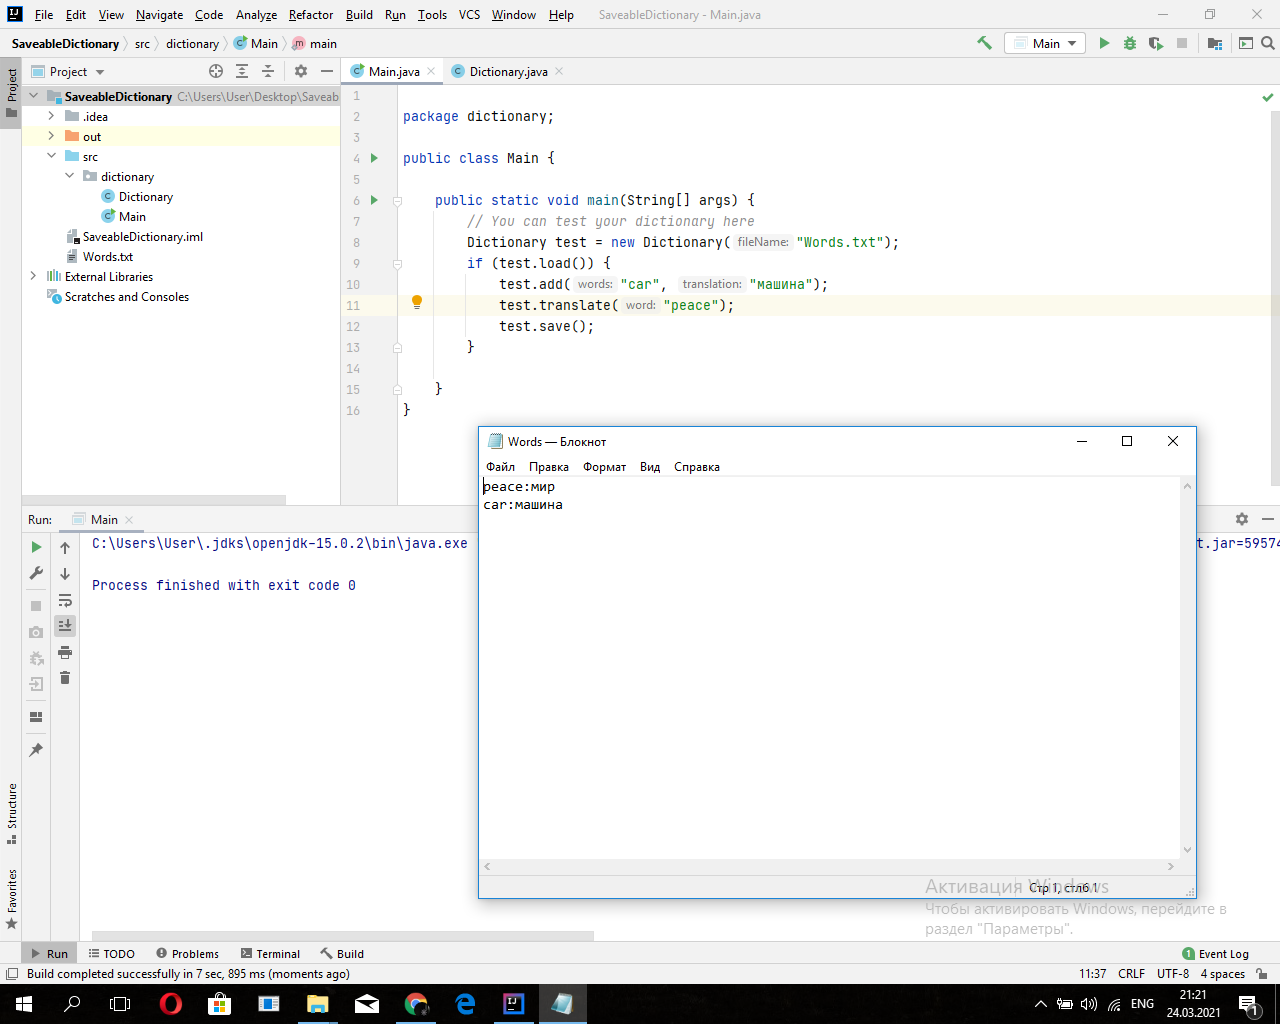 File Edit View Navigate Code Analyze Refactor Build Run Tools VCS Window Help SaveableDictionary - Main.java
SaveableDictionary src dictionary Main main
Main
Project
Project
Main.java
Dictionary.java
SaveableDictionary C:\Users\User\Desktop\Saveab
.idea
out
src
dictionary
Dictionary
Main
SaveableDictionary.iml
Words.txt
External Libraries
Scratches and Consoles
1
2 package dictionary;
3
4 public class Main {
5
6 public static void main(String[] args) {
7 // You can test your dictionary here
8 Dictionary test = new Dictionary( fileName: "Words.txt");
9 if (test.load()) {
10 test.add( words: "car", translation: "машина");
11 test.translate( word: "peace");
12 test.save();
13 }
14
15 }
16 }
Words — Блокнот
Файл Правка Формат Вид Справка
peace:мир
car:машина
Стр 1, стлб 1
Run: Main
C:\Users\User\.jdks\openjdk-15.0.2\bin\java.exe
t.jar=59574
Process finished with exit code 0
Structure
Favorites
Активация Windows
Чтобы активировать Windows, перейдите в
раздел "Параметры".
Run TODO Problems Terminal Build
1 Event Log
Build completed successfully in 7 sec, 895 ms (moments ago)
11:37 CRLF UTF-8 4 spaces
ENG
21:21
24.03.2021
1